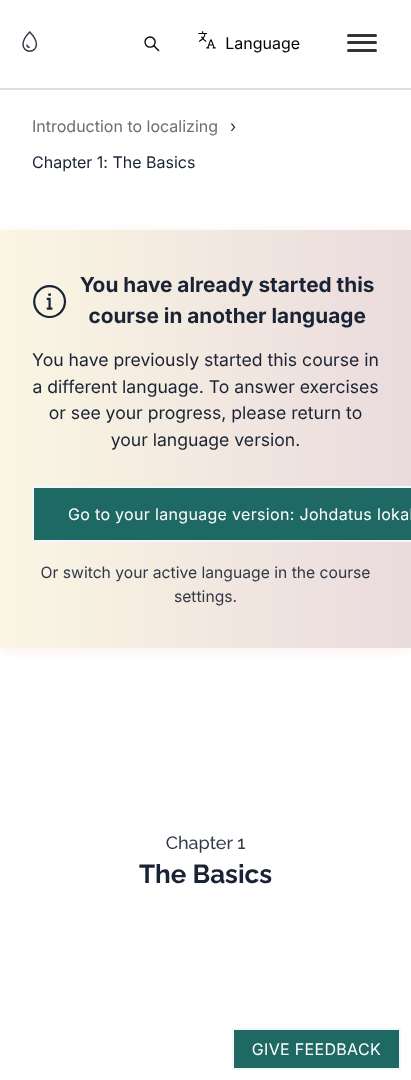 Language
Introduction to localizing ›
Chapter 1: The Basics
You have already started this
course in another language
You have previously started this course in
a different language. To answer exercises
or see your progress, please return to
your language version.
Go to your language version: Johdatus
Or switch your active language in the course
settings.
Chapter 1
The Basics
GIVE FEEDBACK